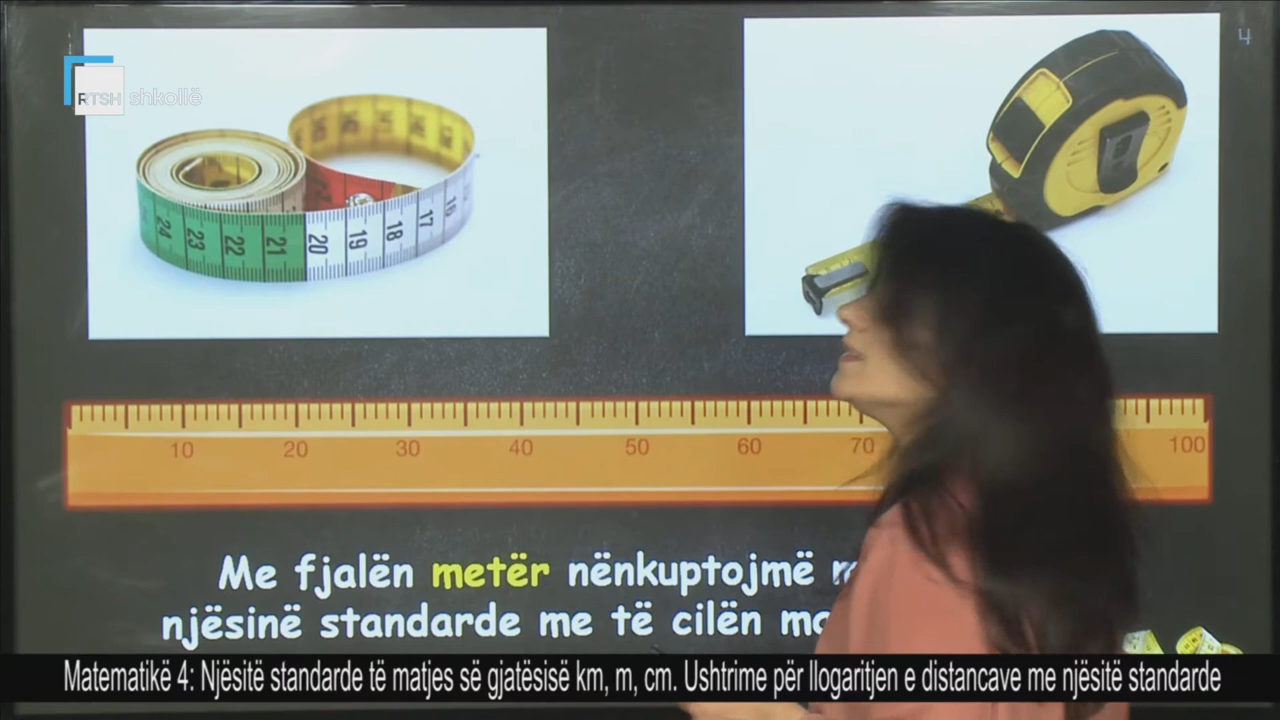 4
RTSH shkollë
24 23 22 21 20 19 18 17 16
10 20 30 40 50 60 70 100
Me fjalën metër nënkuptojmë
njësinë standarde me të cilën
Matematikë 4: Njësitë standarde të matjes së gjatësisë km, m, cm. Ushtrime për llogaritjen e distancave me njësitë standarde